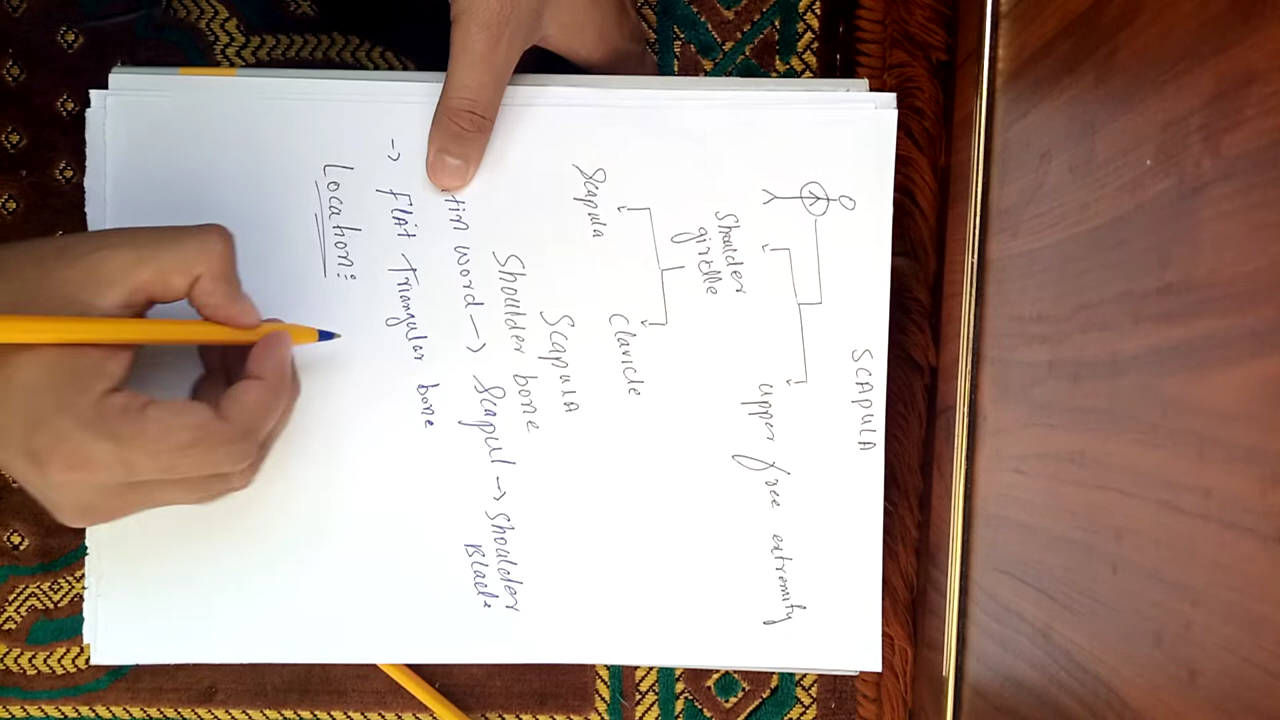 SCAPULA
upper free extremity
Shoulder
girdle
Scapula
Clavicle
SCAPULA
Shoulder bone
tin word → Scapul → Shoulder
Blade
→ FLAT Triangular bone
Location: